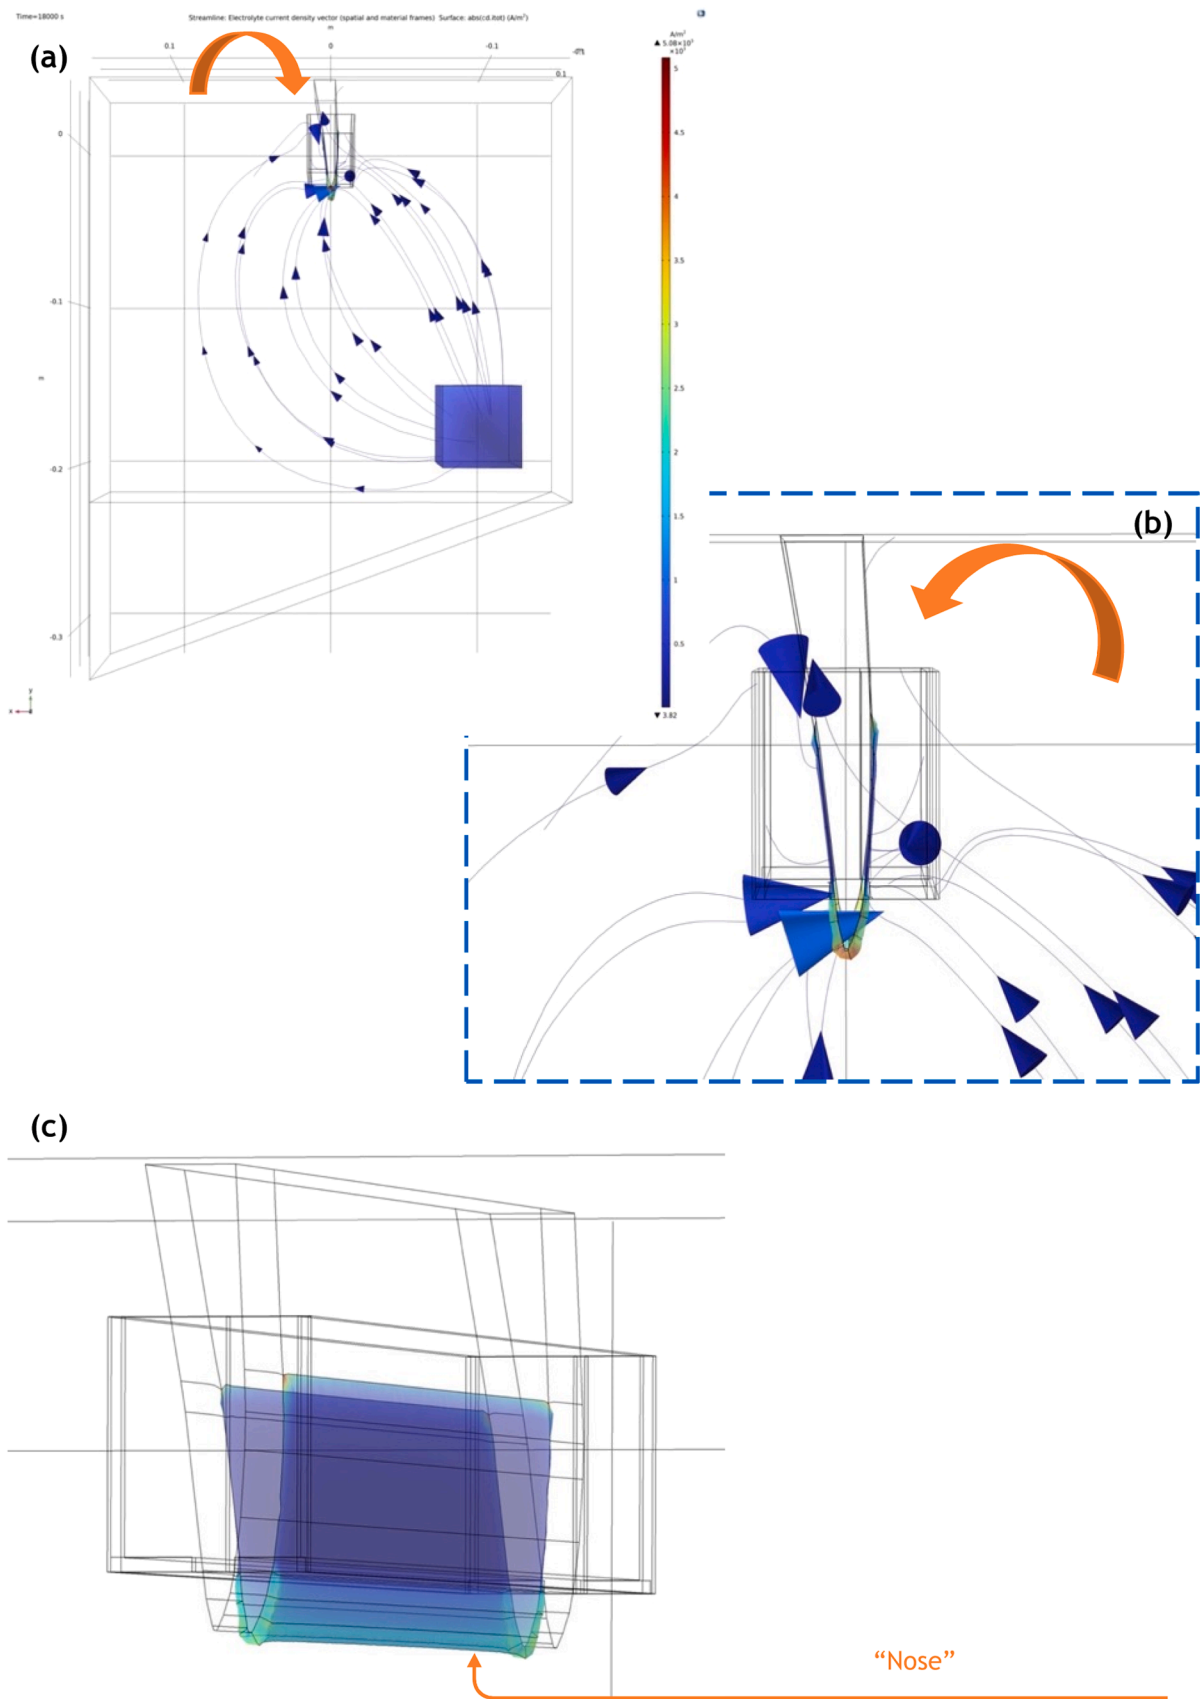 Time=18000 s
Streamline: Electrolyte current density vector (spatial and material frames) Surface: abs(cd.itot) (A/m²)
m
0.1
0
-0.1
0.1
(a)
0
-0.1
m
-0.2
-0.3
y
x
z
A/m²
▲ 5.08×10³
×10³
5
4.5
4
3.5
3
2.5
2
1.5
1
0.5
▼ 3.82
(b)
(c)
“Nose”